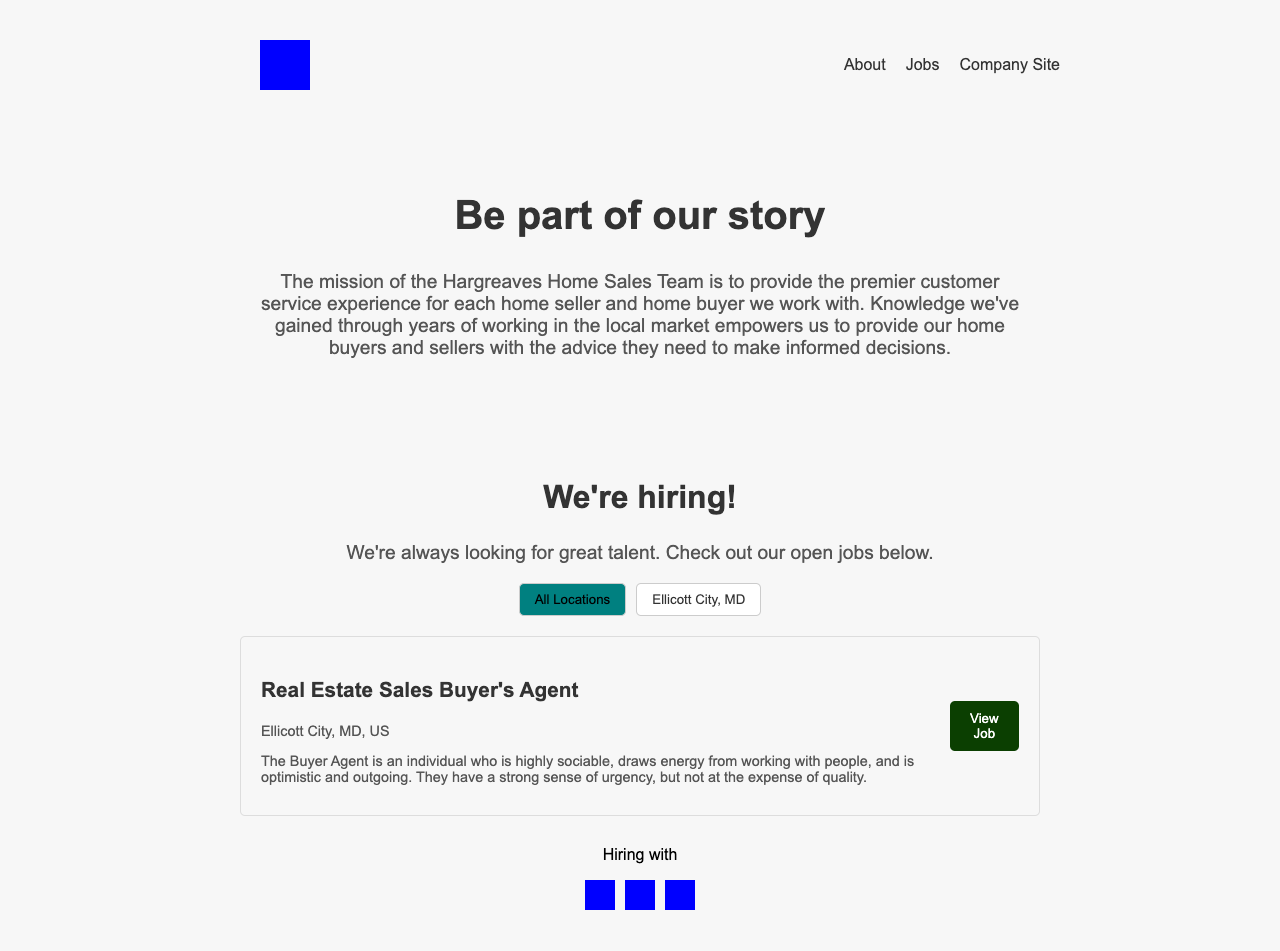 About
Jobs
Company Site
Be part of our story
The mission of the Hargreaves Home Sales Team is to provide the premier customer
service experience for each home seller and home buyer we work with. Knowledge we've
gained through years of working in the local market empowers us to provide our home
buyers and sellers with the advice they need to make informed decisions.
We're hiring!
We're always looking for great talent. Check out our open jobs below.
All Locations
Ellicott City, MD
Real Estate Sales Buyer's Agent
Ellicott City, MD, US
The Buyer Agent is an individual who is highly sociable, draws energy from working with people, and is
optimistic and outgoing. They have a strong sense of urgency, but not at the expense of quality.
View
Job
Hiring with